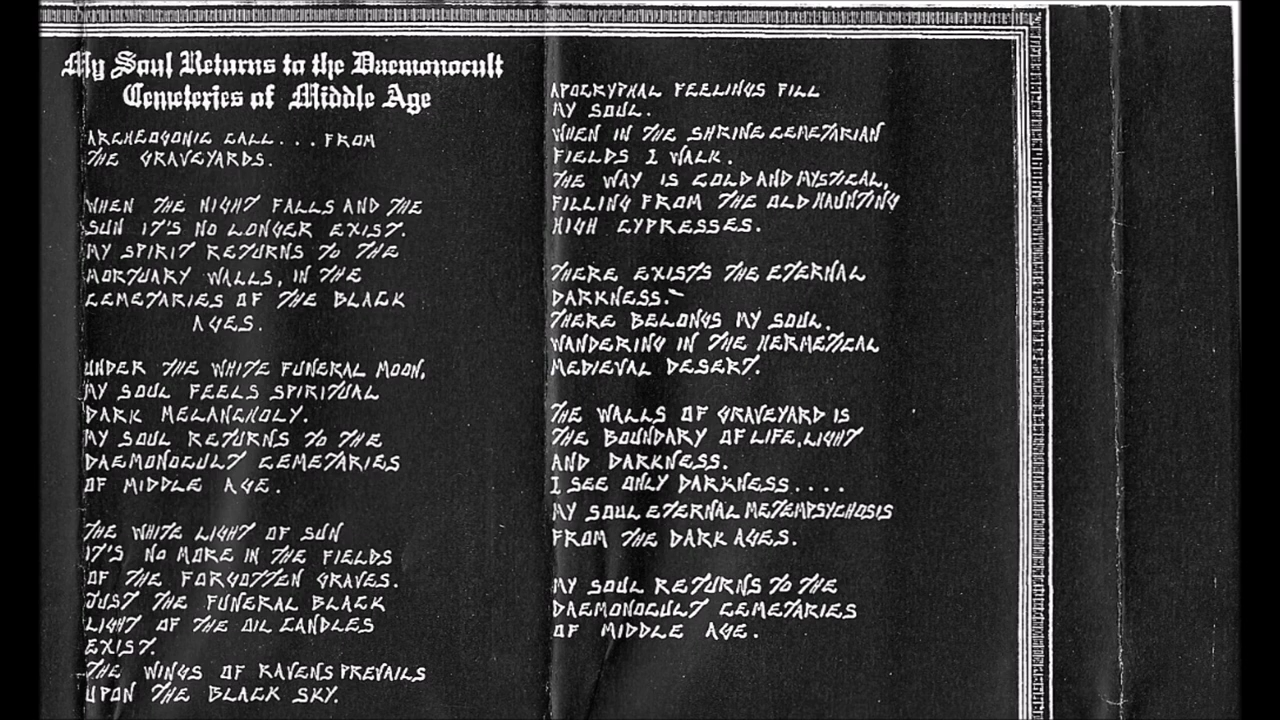 My Soul Returns to the Daemonocult
Cemeteries of Middle Age
ARCHEOGONIC CALL...FROM
THE GRAVEYARDS.
WHEN THE NIGHT FALLS AND THE
SUN IT'S NO LONGER EXIST.
MY SPIRIT RETURNS TO THE
MORTUARY WALLS, IN THE
CEMETARIES OF THE BLACK
AGES.
UNDER THE WHITE FUNERAL MOON,
MY SOUL FEELS SPIRITUAL
DARK MELANCHOLY.
MY SOUL RETURNS TO THE
DAEMONOCULT CEMETARIES
OF MIDDLE AGE.
THE WHITE LIGHT OF SUN
IT'S NO MORE IN THE FIELDS
OF THE FORGOTTEN GRAVES.
JUST THE FUNERAL BLACK
LIGHT OF THE OIL CANDLES
EXIST.
THE WINGS OF RAVENS PREVAILS
UPON THE BLACK SKY.
APOCRYPHAL FEELINGS FILL
MY SOUL.
WHEN IN THE SHRINE CEMETARIAN
FIELDS I WALK.
THE WAY IS COLD AND MYSTICAL,
FILLING FROM THE OLD HAUNTING
HIGH CYPRESSES.
THERE EXISTS THE ETERNAL
DARKNESS.
THERE BELONGS MY SOUL.
WANDERING IN THE HERMETICAL
MEDIEVAL DESERT.
THE WALLS OF GRAVEYARD IS
THE BOUNDARY OF LIFE, LIGHT
AND DARKNESS.
I SEE ONLY DARKNESS....
MY SOUL ETERNAL METEMPSYCHOSIS
FROM THE DARK AGES.
MY SOUL RETURNS TO THE
DAEMONOCULT CEMETARIES
OF MIDDLE AGE.